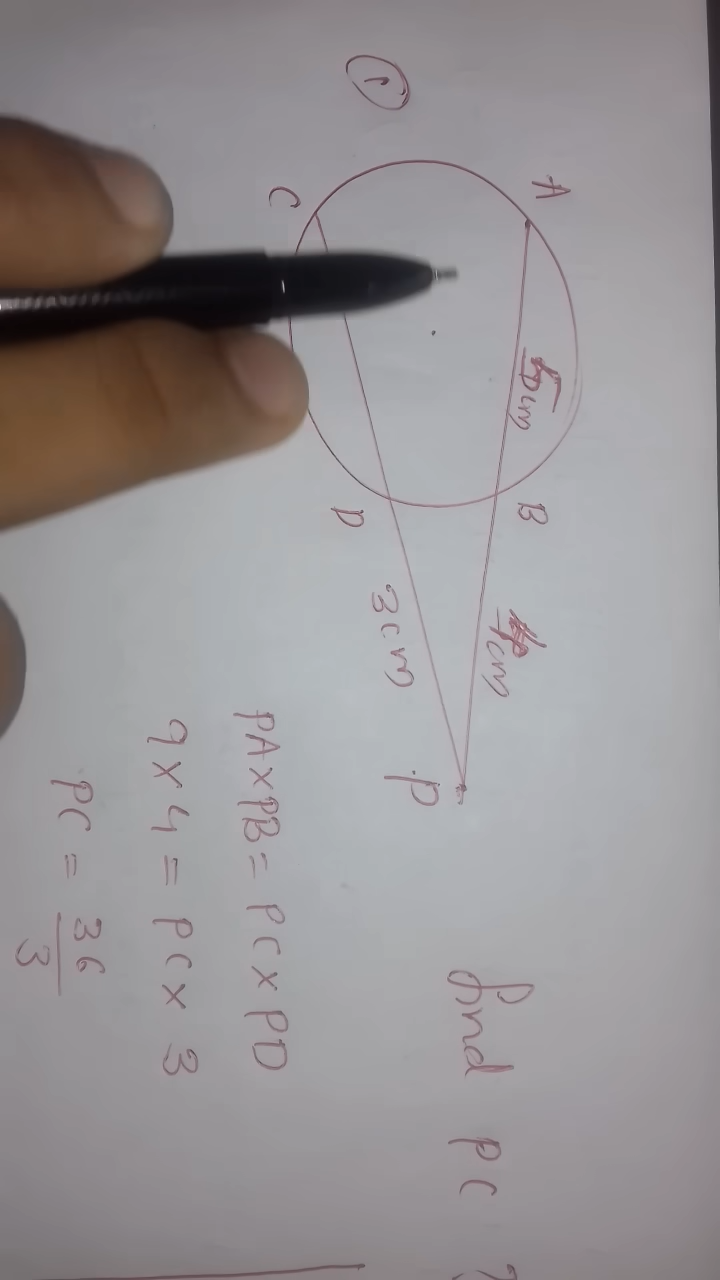 ①
A
5cm
B
4cm
C
D
3cm
P
find PC ?
PA×PB = PC×PD
9×4 = PC×3
PC = 36/3